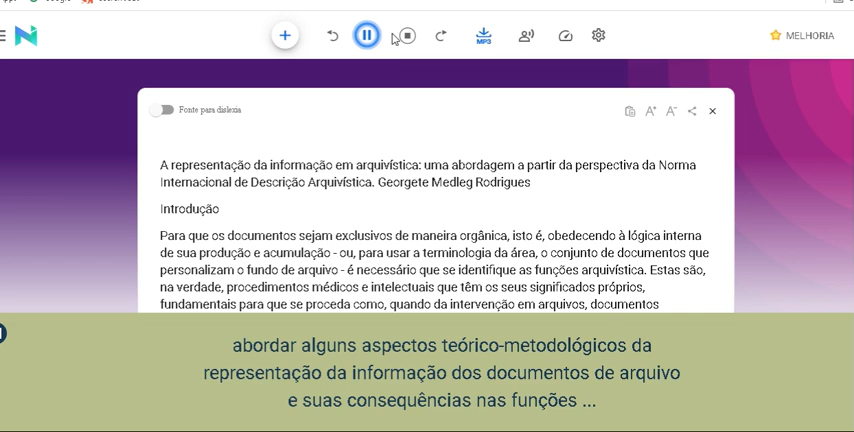 MP3
MELHORIA
Fonte para dislexia
A+ A-
A representação da informação em arquivística: uma abordagem a partir da perspectiva da Norma
Internacional de Descrição Arquivística. Georgete Medleg Rodrigues
Introdução
Para que os documentos sejam exclusivos de maneira orgânica, isto é, obedecendo à lógica interna
de sua produção e acumulação - ou, para usar a terminologia da área, o conjunto de documentos que
personalizam o fundo de arquivo - é necessário que se identifique as funções arquivística. Estas são,
na verdade, procedimentos médicos e intelectuais que têm os seus significados próprios,
fundamentais para que se proceda como, quando da intervenção em arquivos, documentos
abordar alguns aspectos teórico-metodológicos da
representação da informação dos documentos de arquivo
e suas consequências nas funções ...